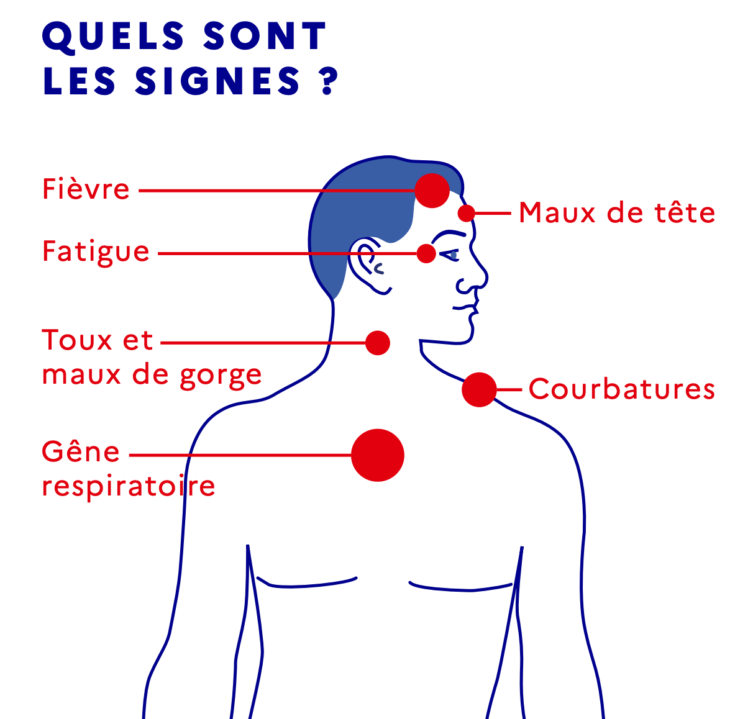 QUELS SONT
LES SIGNES ?
Fièvre
Maux de tête
Fatigue
Toux et
maux de gorge
Courbatures
Gêne
respiratoire